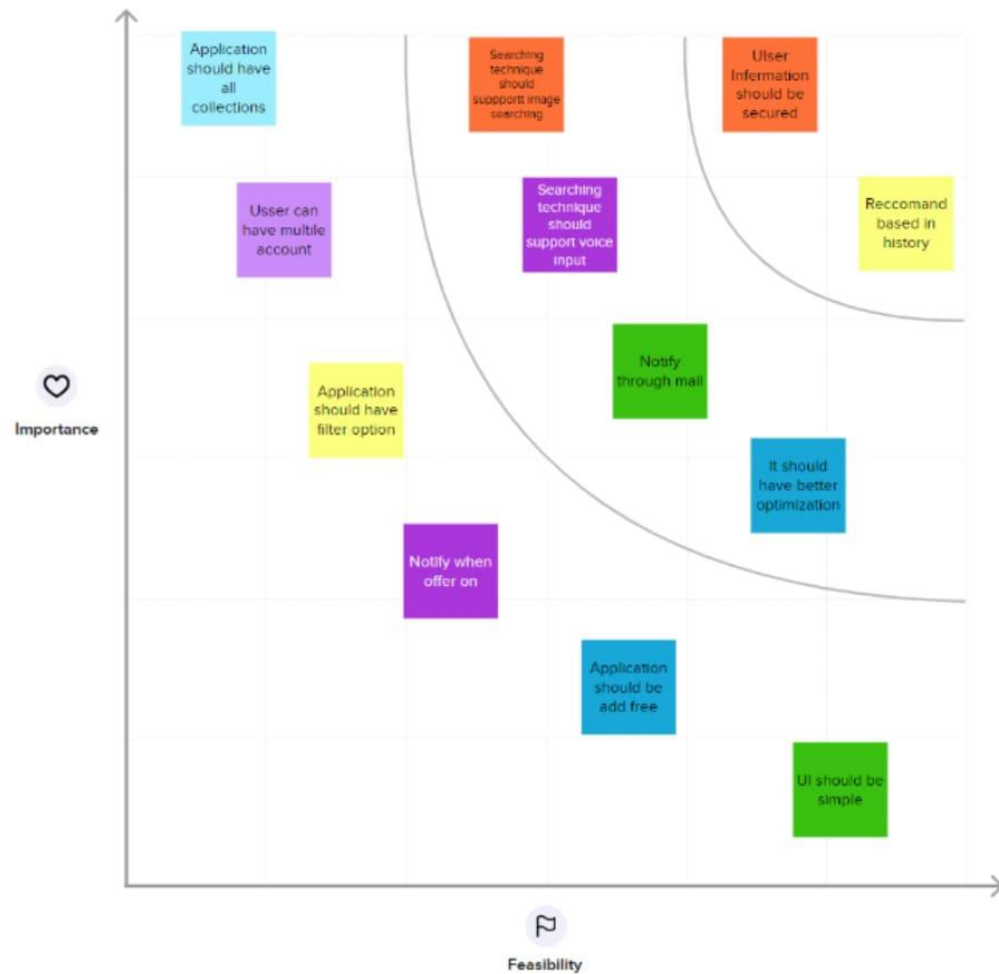 Application
should have
all
collections
Searching
technique
should
suppportt image
searching
Ulser
Infermation
should be
secured
Usser can
have multile
account
Searching
technique
should
support voice
input
Reccomand
based in
history
Notify
through mail
Application
should have
filter option
Importance
It should
have better
optimization
Notify when
offer on
Application
should be
add free
UI should be
simple
Feasibility